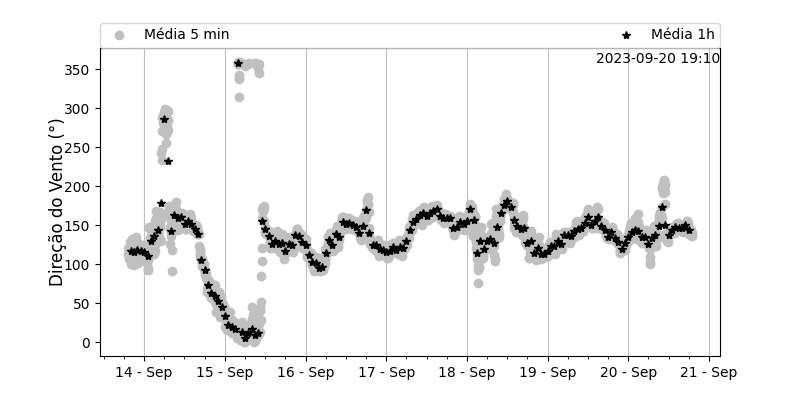 Média 5 min
Média 1h
2023-09-20 19:10
Direção do Vento (°)
350
300
250
200
150
100
50
0
14 - Sep
15 - Sep
16 - Sep
17 - Sep
18 - Sep
19 - Sep
20 - Sep
21 - Sep